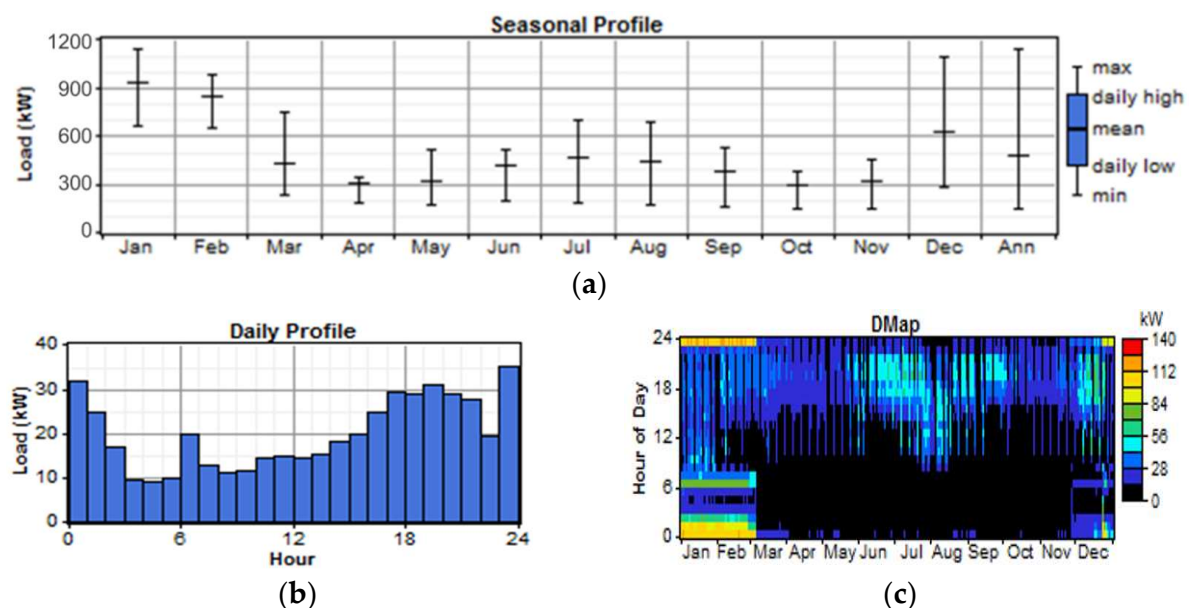 Seasonal Profile
1200
900
600
300
0
Load (kW)
Jan Feb Mar Apr May Jun Jul Aug Sep Oct Nov Dec Ann
max
daily high
mean
daily low
min
(a)
Daily Profile
40
30
20
10
0
Load (kW)
0 6 12 18 24
Hour
(b)
DMap
24
18
12
6
0
Hour of Day
Jan Feb Mar Apr May Jun Jul Aug Sep Oct Nov Dec
kW
140
112
84
56
28
0
(c)